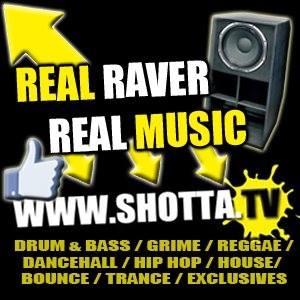 REAL RAVER
REAL MUSIC
WWW.SHOTTA.TV
DRUM & BASS / GRIME / REGGAE /
DANCEHALL / HIP HOP / HOUSE/
BOUNCE / TRANCE / EXCLUSIVES